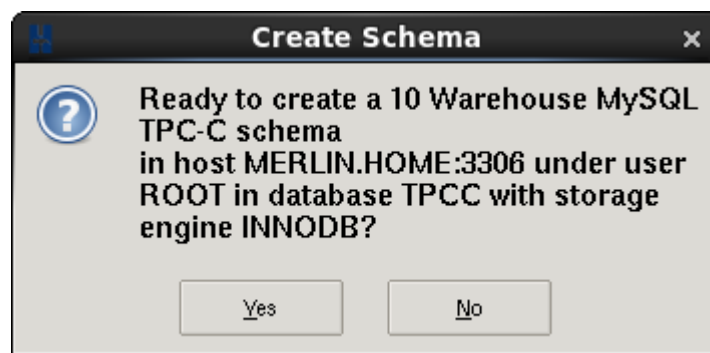 Create Schema
Ready to create a 10 Warehouse MySQL
TPC-C schema
in host MERLIN.HOME:3306 under user
ROOT in database TPCC with storage
engine INNODB?
Yes
No